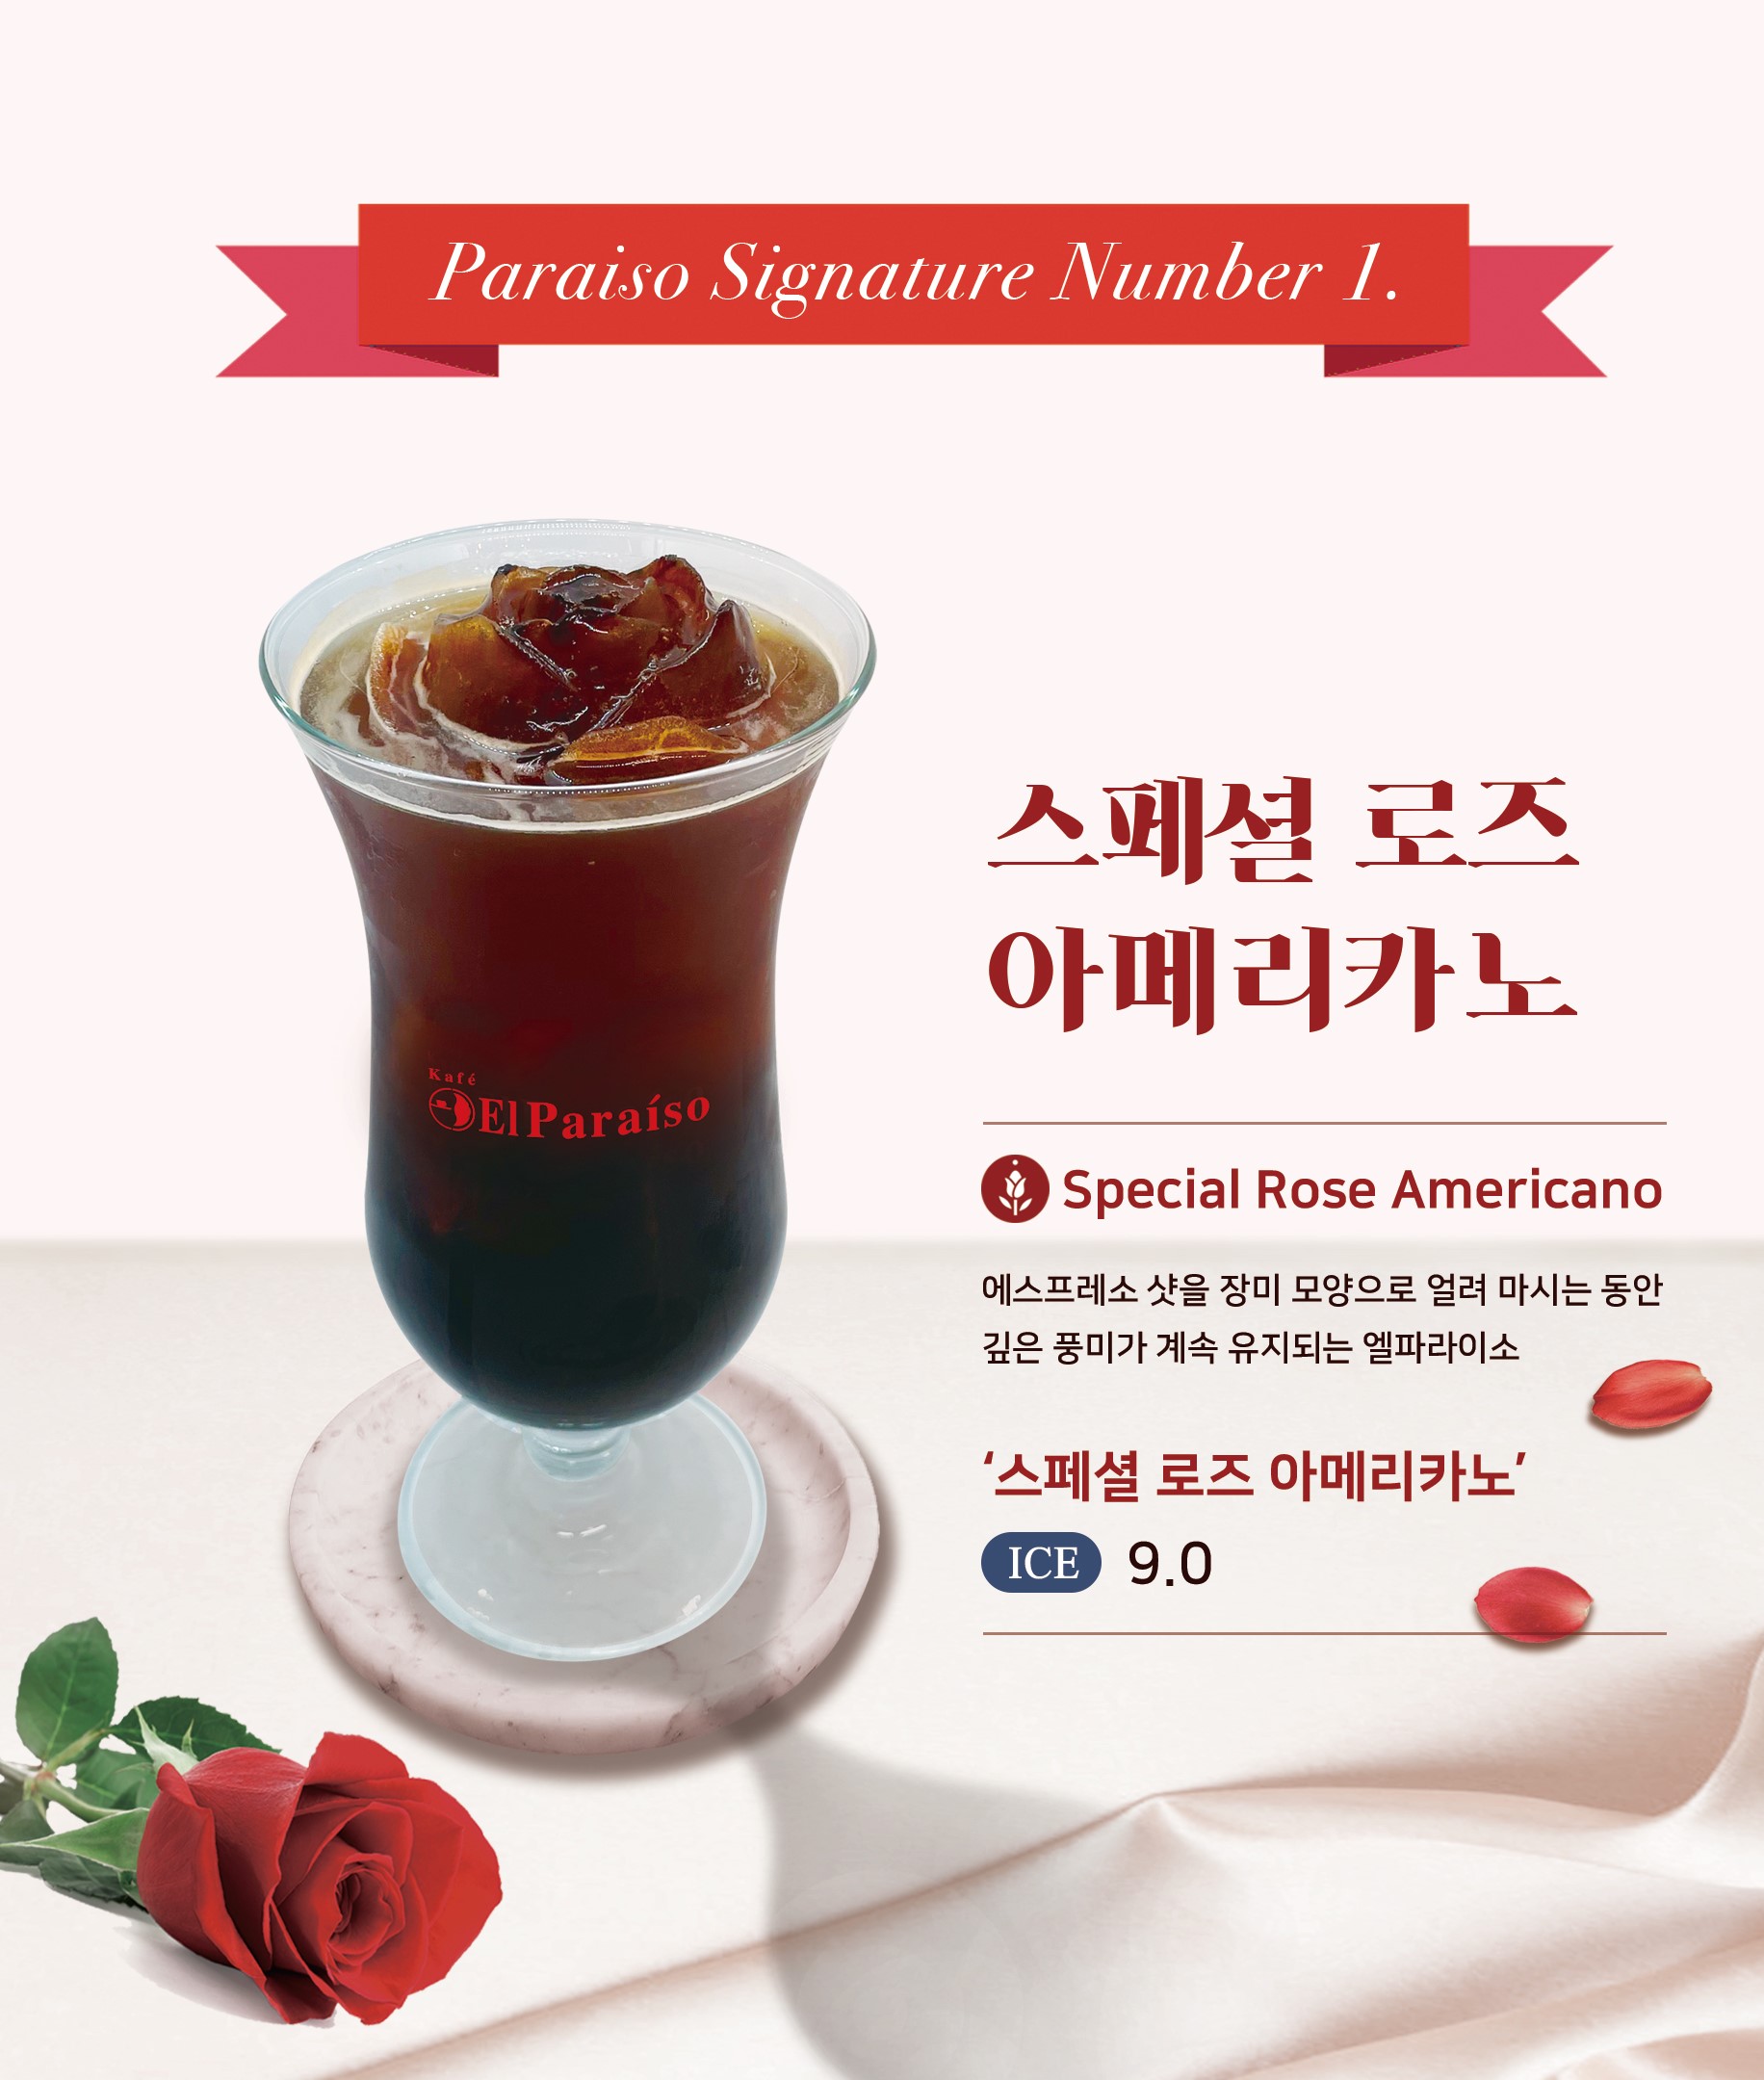 Paraiso Signature Number 1.
스페셜 로즈
아메리카노
Kafé
El Paraíso
Special Rose Americano
에스프레소 샷을 장미 모양으로 얼려 마시는 동안
깊은 풍미가 계속 유지되는 엘파라이소
‘스페셜 로즈 아메리카노’
ICE 9.0